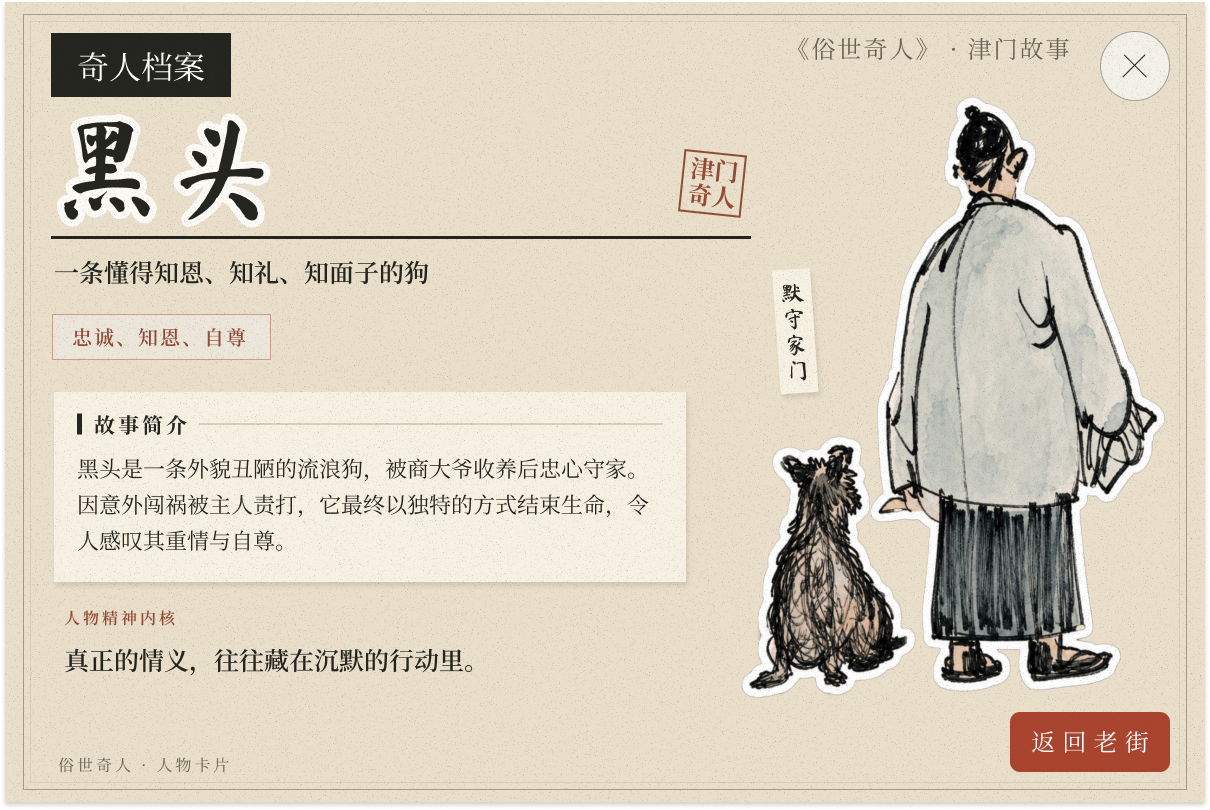 奇人档案
《俗世奇人》 · 津门故事
黑头
津门
奇人
一条懂得知恩、知礼、知面子的狗
忠诚、知恩、自尊
默守家门
故事简介
黑头是一条外貌丑陋的流浪狗，被商大爷收养后忠心守家。
因意外闯祸被主人责打，它最终以独特的方式结束生命，令
人感叹其重情与自尊。
人物精神内核
真正的情义，往往藏在沉默的行动里。
返回老街
俗世奇人 · 人物卡片